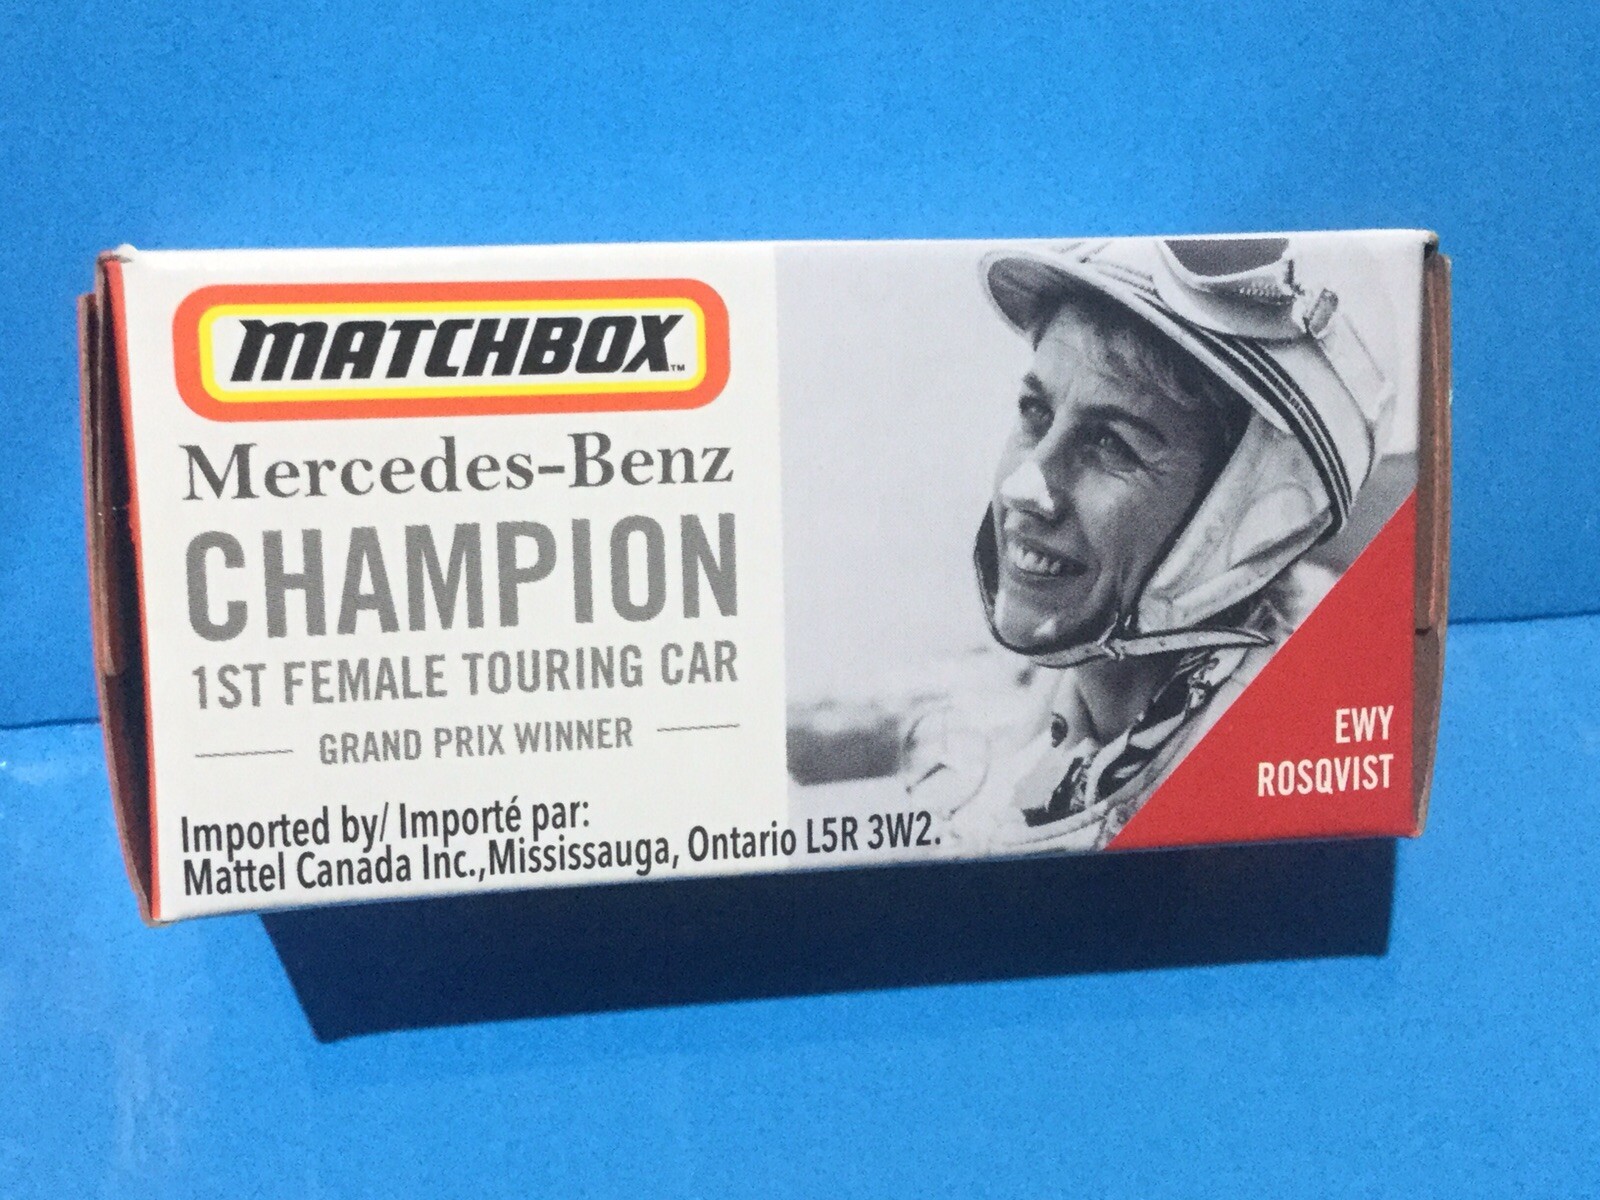 MATCHBOX™
Mercedes-Benz
CHAMPION
1ST FEMALE TOURING CAR
GRAND PRIX WINNER
Imported by/ Importé par:
Mattel Canada Inc.,Mississauga, Ontario L5R 3W2.
EWY
ROSQVIST